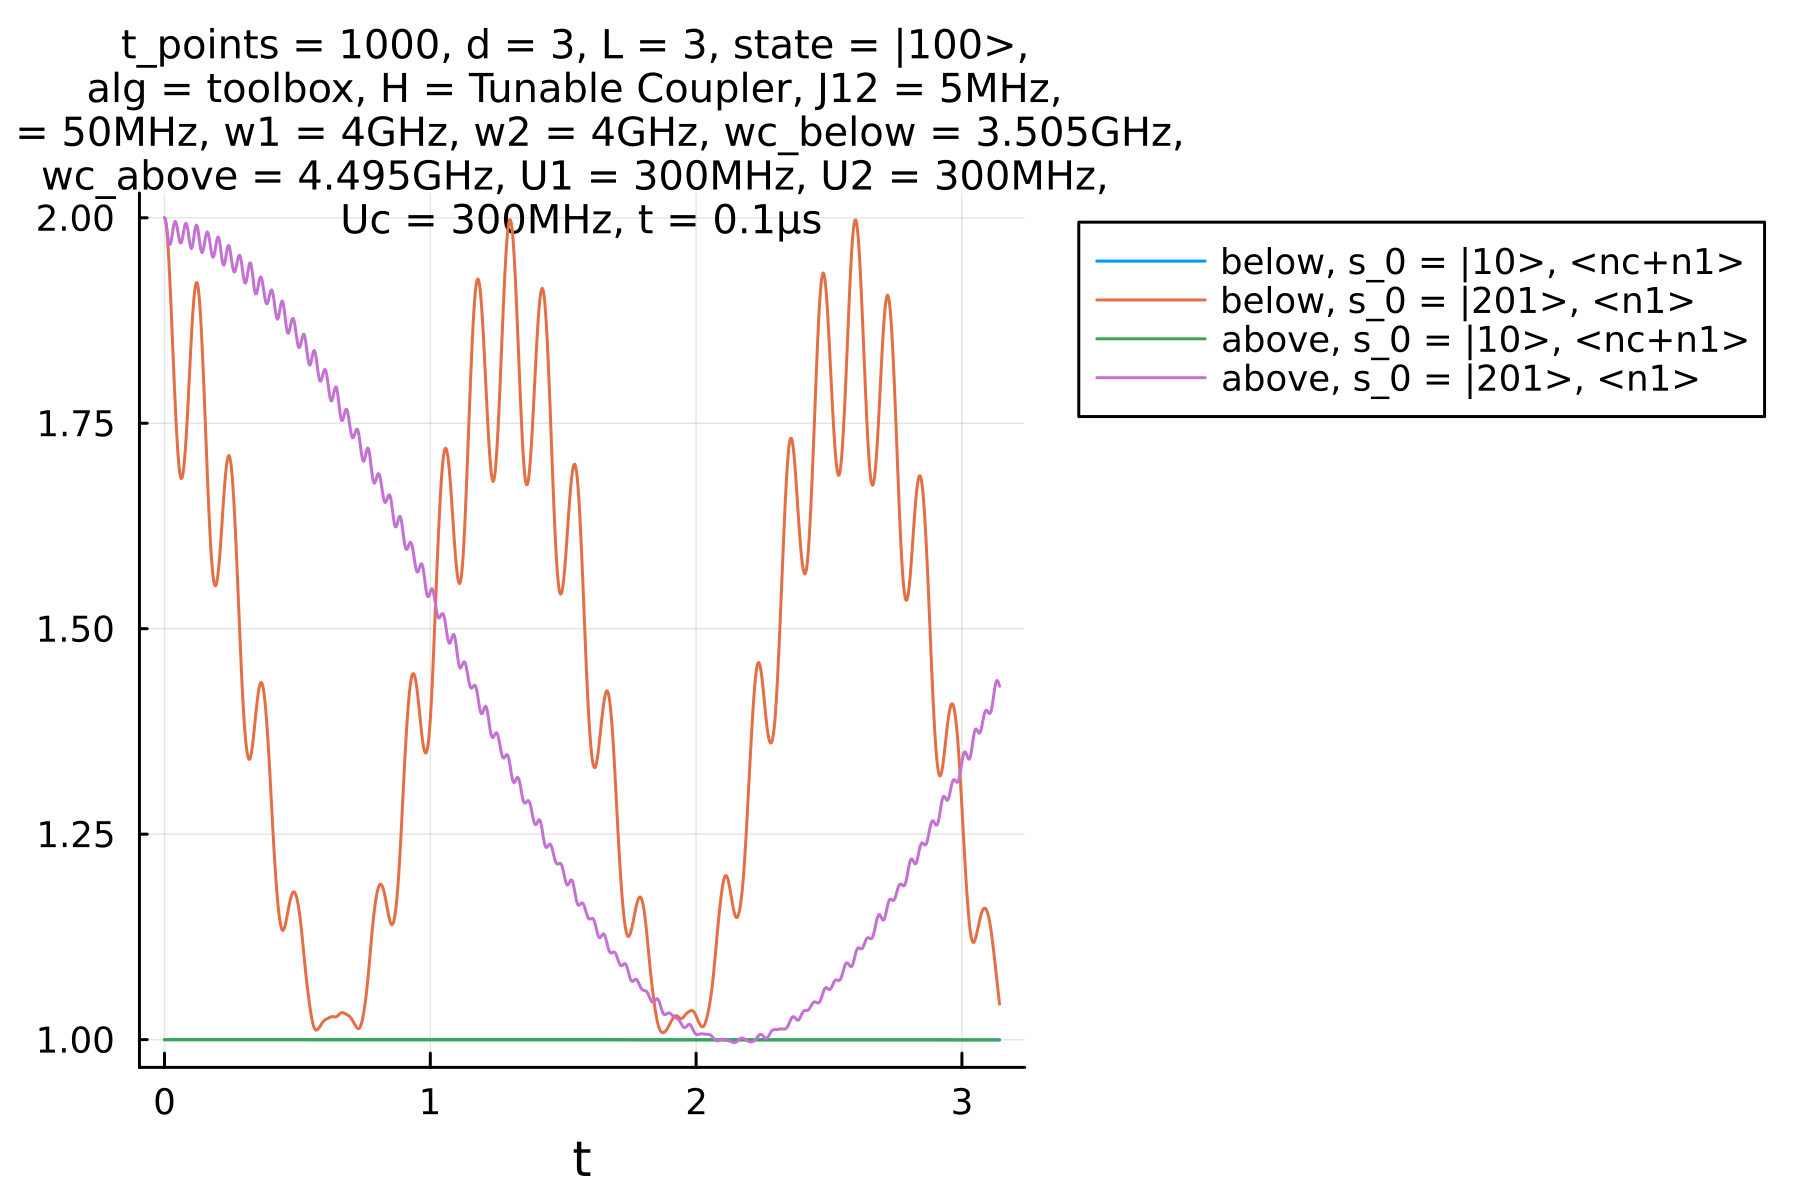 t_points = 1000, d = 3, L = 3, state = |100>,
alg = toolbox, H = Tunable Coupler, J12 = 5MHz,
= 50MHz, w1 = 4GHz, w2 = 4GHz, wc_below = 3.505GHz,
wc_above = 4.495GHz, U1 = 300MHz, U2 = 300MHz,
Uc = 300MHz, t = 0.1μs
2.00
1.75
1.50
1.25
1.00
0
1
2
3
t
below, s_0 = |10>, <nc+n1>
below, s_0 = |201>, <n1>
above, s_0 = |10>, <nc+n1>
above, s_0 = |201>, <n1>